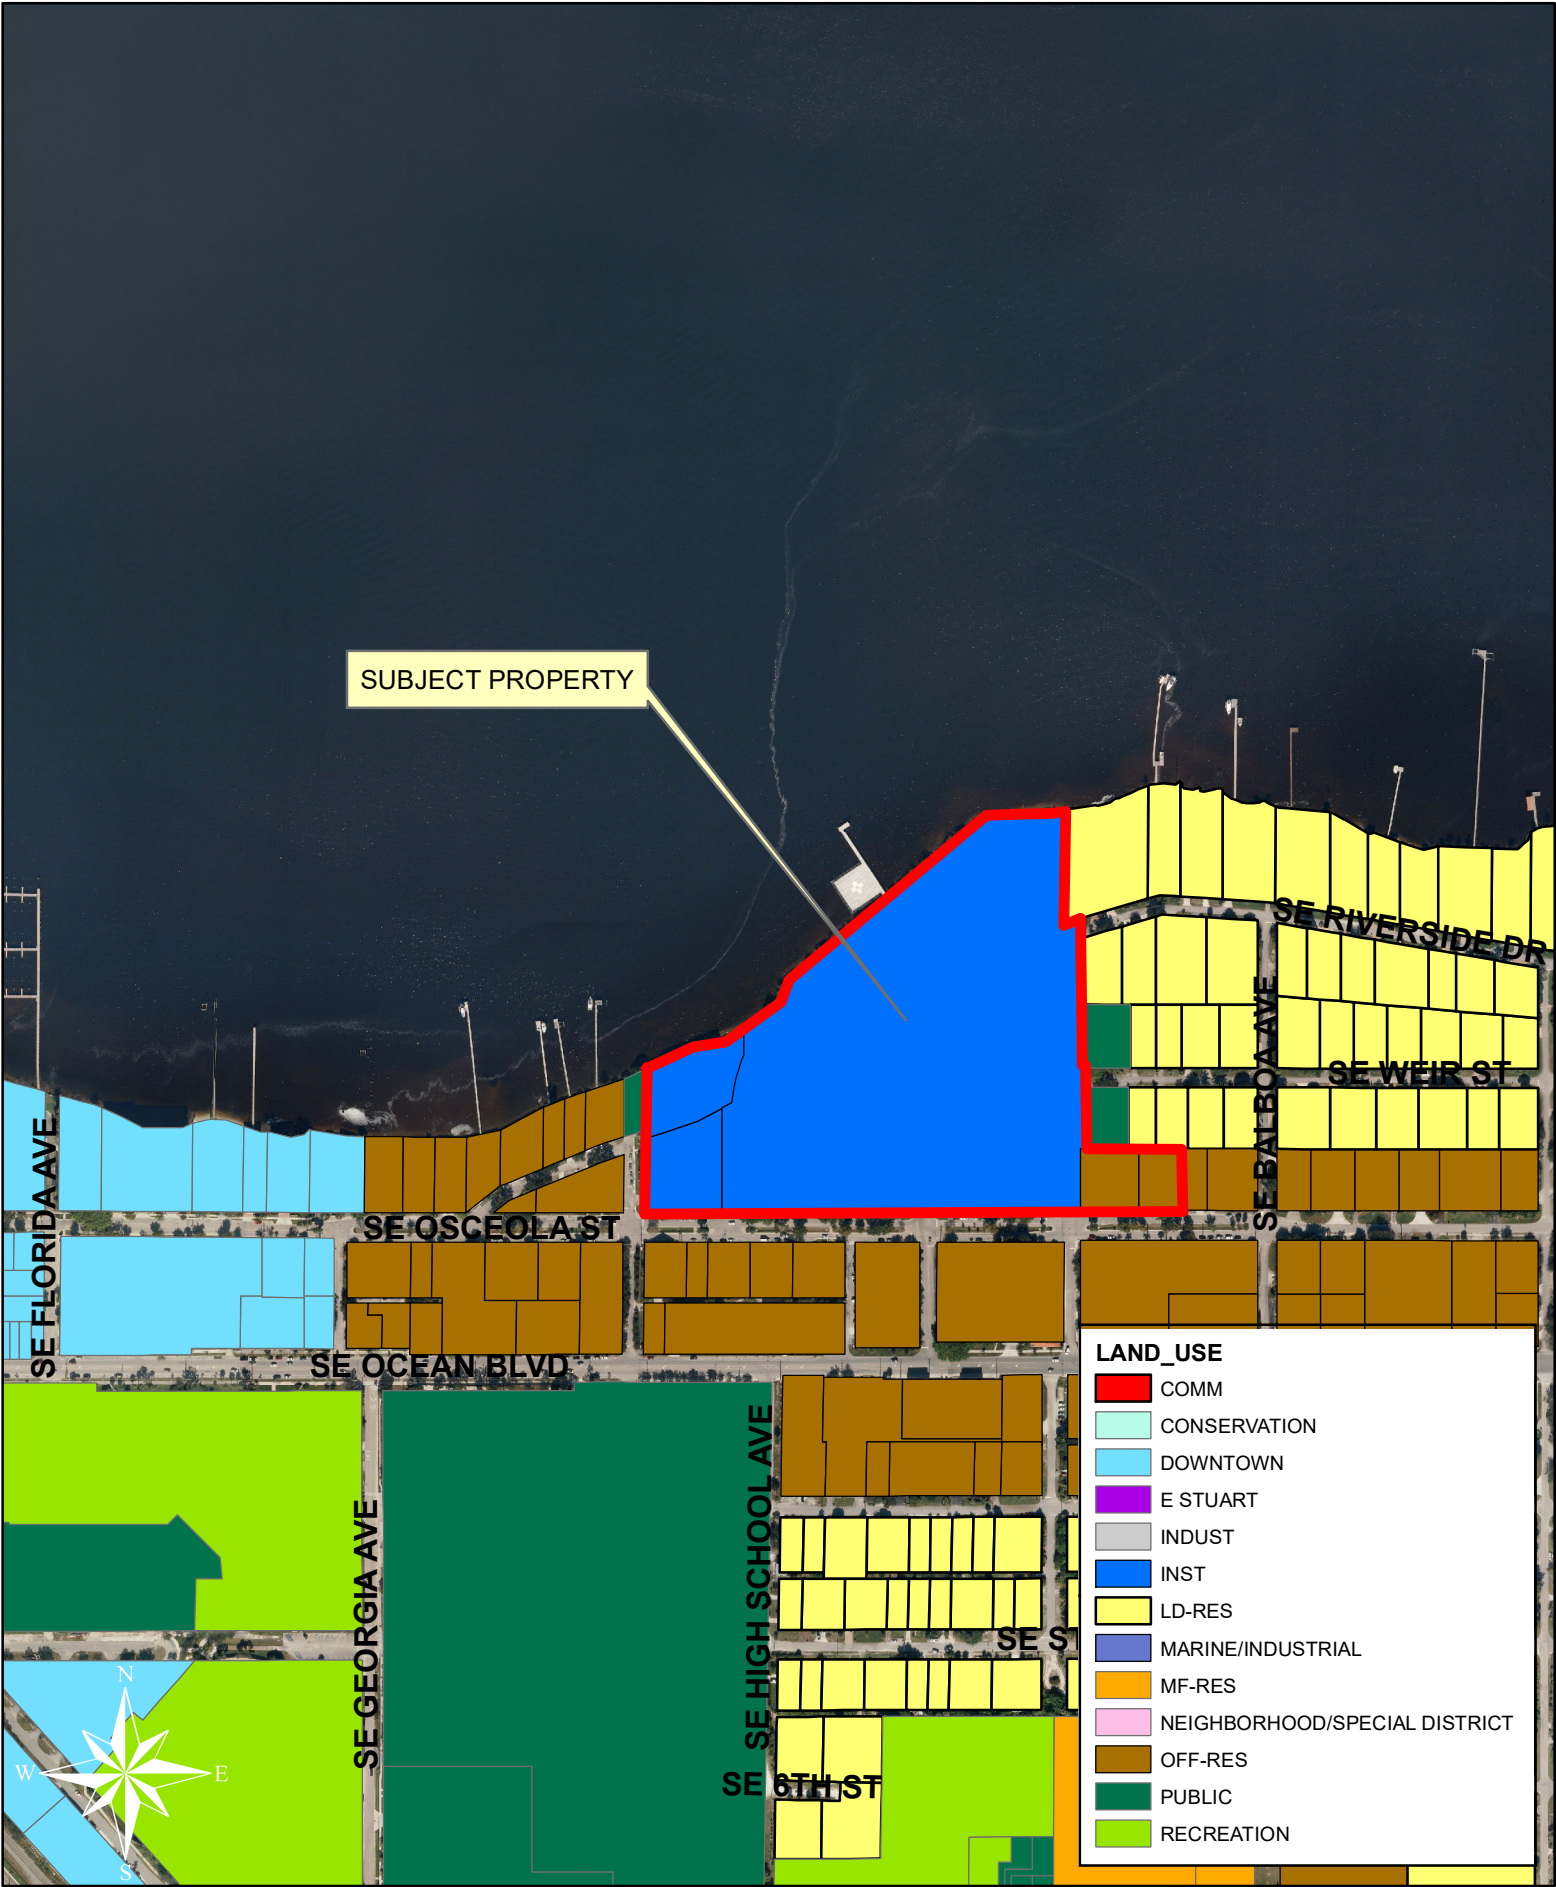 SUBJECT PROPERTY
SE RIVERSIDE DR
SE BALBOA AVE
SE WEIR ST
SE FLORIDA AVE
SE OSCEOLA ST
SE OCEAN BLVD
SE GEORGIA AVE
SE HIGH SCHOOL AVE
SE S
SE 6TH ST
N
W
E
S
LAND_USE
COMM
CONSERVATION
DOWNTOWN
E STUART
INDUST
INST
LD-RES
MARINE/INDUSTRIAL
MF-RES
NEIGHBORHOOD/SPECIAL DISTRICT
OFF-RES
PUBLIC
RECREATION